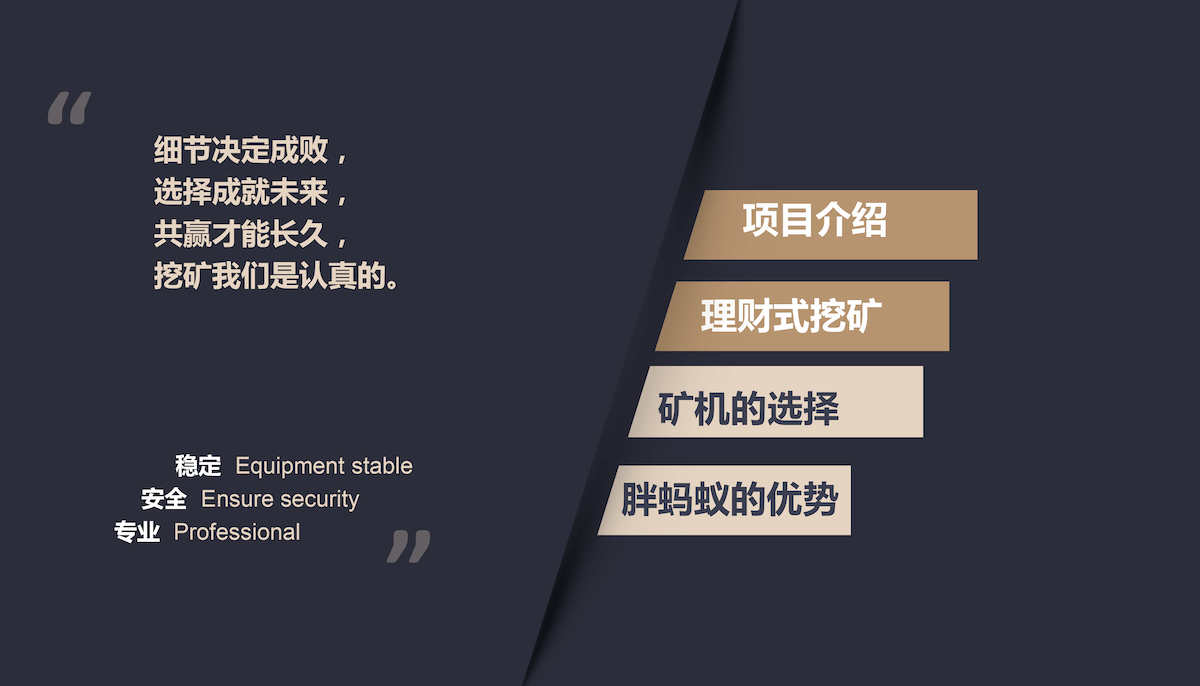 “
细节决定成败，
选择成就未来，
共赢才能长久，
挖矿我们是认真的。
稳定 Equipment stable
安全 Ensure security
专业 Professional
”
项目介绍
理财式挖矿
矿机的选择
胖蚂蚁的优势